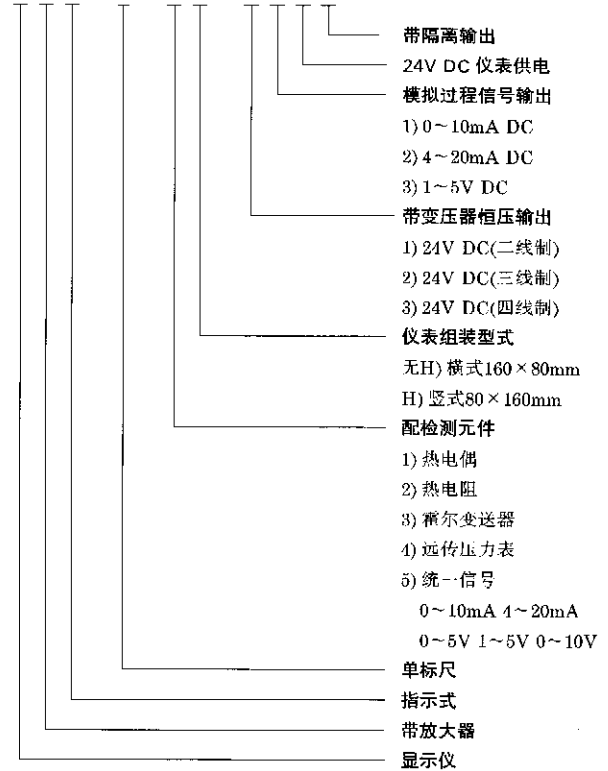 带隔离输出
24V DC 仪表供电
模拟过程信号输出
1) 0~10mA DC
2) 4~20mA DC
3) 1~5V DC
带变压器恒压输出
1) 24V DC(二线制)
2) 24V DC(三线制)
3) 24V DC(四线制)
仪表组装型式
无H) 横式160×80mm
H) 竖式80×160mm
配检测元件
1) 热电偶
2) 热电阻
3) 霍尔变送器
4) 远传压力表
5) 统一信号
0~10mA 4~20mA
0~5V 1~5V 0~10V
单标尺
指示式
带放大器
显示仪